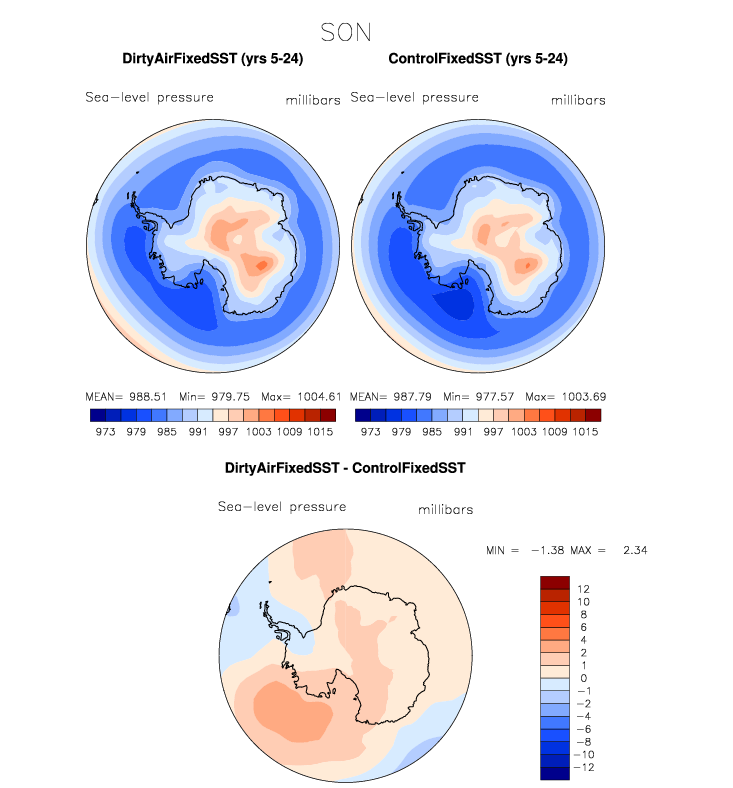 SON
DirtyAirFixedSST (yrs 5-24) ControlFixedSST (yrs 5-24)
Sea-level pressure millibars Sea-level pressure millibars
MEAN= 988.51 Min= 979.75 Max= 1004.61 MEAN= 987.79 Min= 977.57 Max= 1003.69
973 979 985 991 997 1003 1009 1015 973 979 985 991 997 1003 1009 1015
DirtyAirFixedSST - ControlFixedSST
Sea-level pressure millibars
MIN = -1.38 MAX = 2.34
12
10
8
6
4
2
1
0
-1
-2
-4
-6
-8
-10
-12